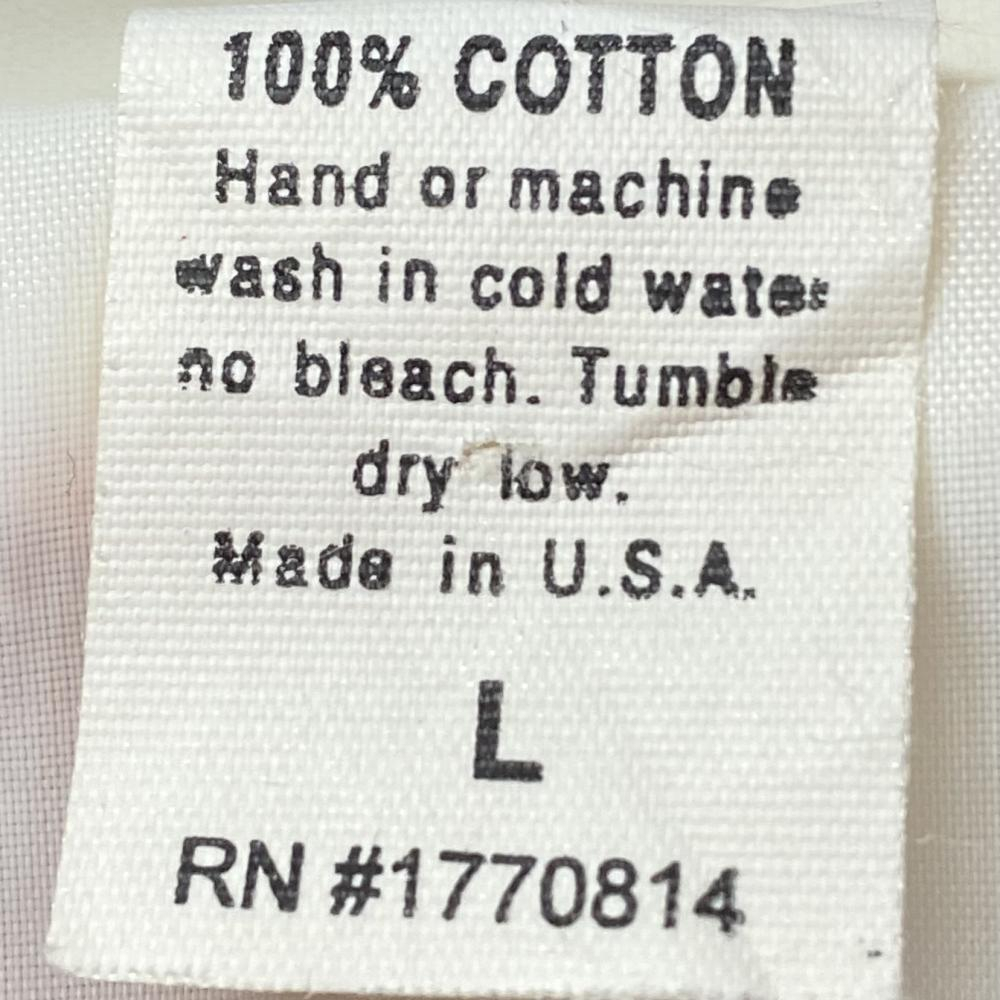 100% COTTON
Hand or machine
wash in cold water
no bleach. Tumble
dry low.
Made in U.S.A.
L
RN #1770814